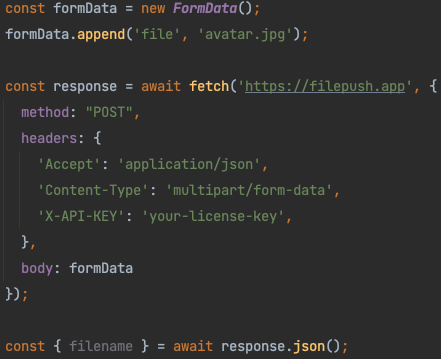 const formData = new FormData();
formData.append('file', 'avatar.jpg');

const response = await fetch('https://filepush.app', {
  method: "POST",
  headers: {
    'Accept': 'application/json',
    'Content-Type': 'multipart/form-data',
    'X-API-KEY': 'your-license-key',
  },
  body: formData
});

const { filename } = await response.json();